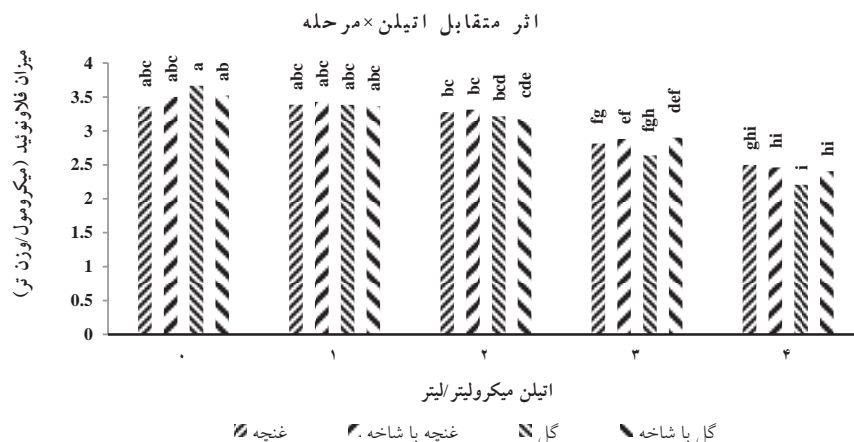 اثر متقابل اتیلن×مرحله
میزان فلاونوئید (میکرومول/وزن تر)
4
3.5
3
2.5
2
1.5
1
0.5
0
abc abc a ab
abc abc abc abc
bc bc bcd cde
fg ef fgh def
ghi hi i hi
۰ ۱ ۲ ۳ ۴
اتیلن میکرولیتر/لیتر
غنچه غنچه با شاخه گل گل با شاخه